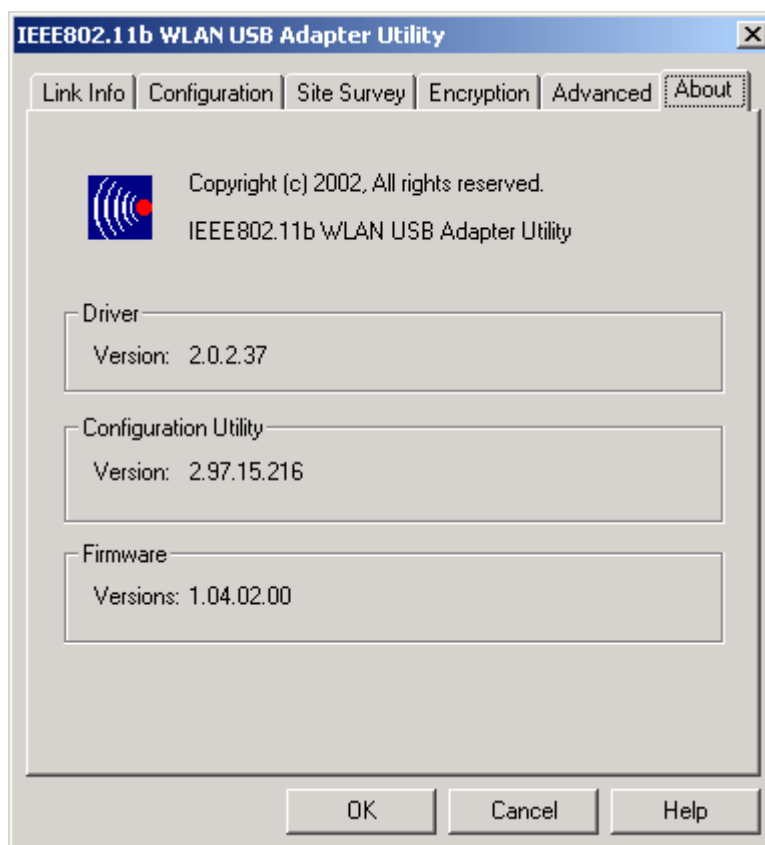 IEEE802.11b WLAN USB Adapter Utility
Link Info Configuration Site Survey Encryption Advanced About
Copyright (c) 2002, All rights reserved.
IEEE802.11b WLAN USB Adapter Utility
Driver
Version: 2.0.2.37
Configuration Utility
Version: 2.97.15.216
Firmware
Versions: 1.04.02.00
OK Cancel Help